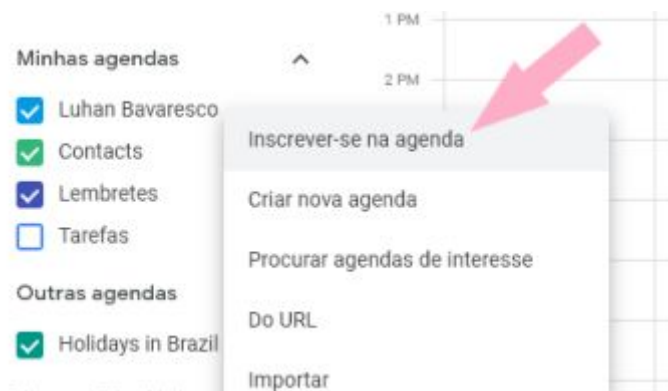 1 PM
Minhas agendas
2 PM
Luhan Bavaresco
Contacts
Lembretes
Tarefas
Outras agendas
Holidays in Brazil
Inscrever-se na agenda
Criar nova agenda
Procurar agendas de interesse
Do URL
Importar